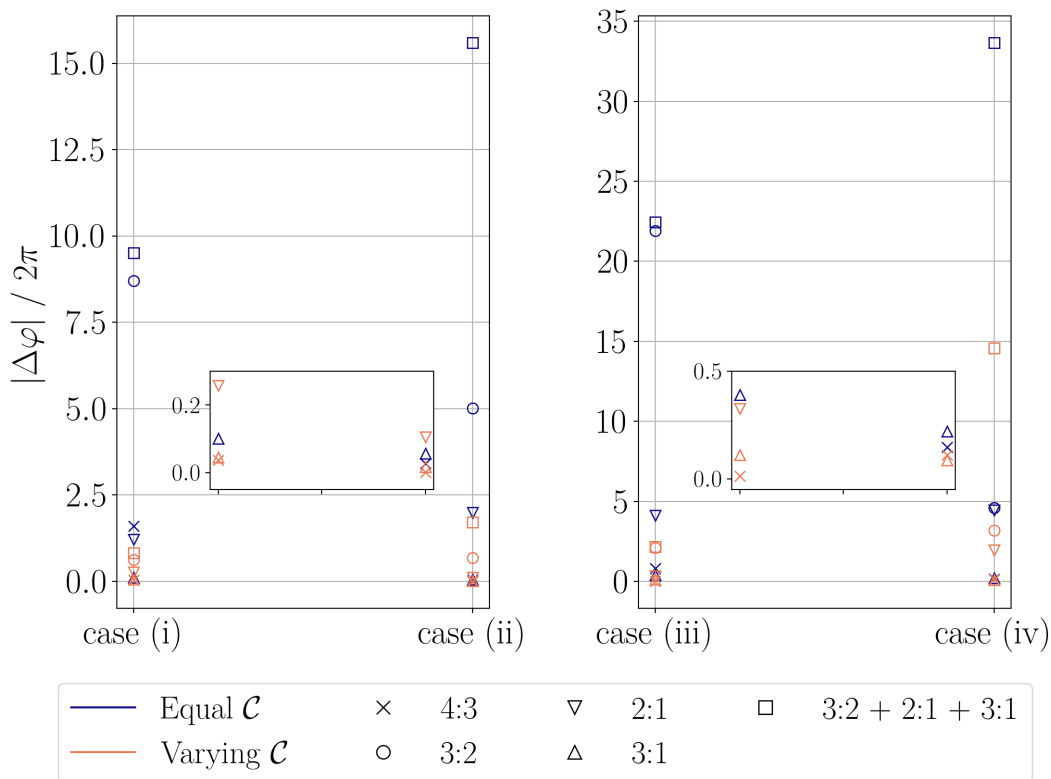 |Δφ| / 2π
15.0
12.5
10.0
7.5
5.0
2.5
0.0
0.2
0.0
case (i)
case (ii)
35
30
25
20
15
10
5
0
0.5
0.0
case (iii)
case (iv)
Equal 𝒞 4:3 2:1 3:2 + 2:1 + 3:1
Varying 𝒞 3:2 3:1